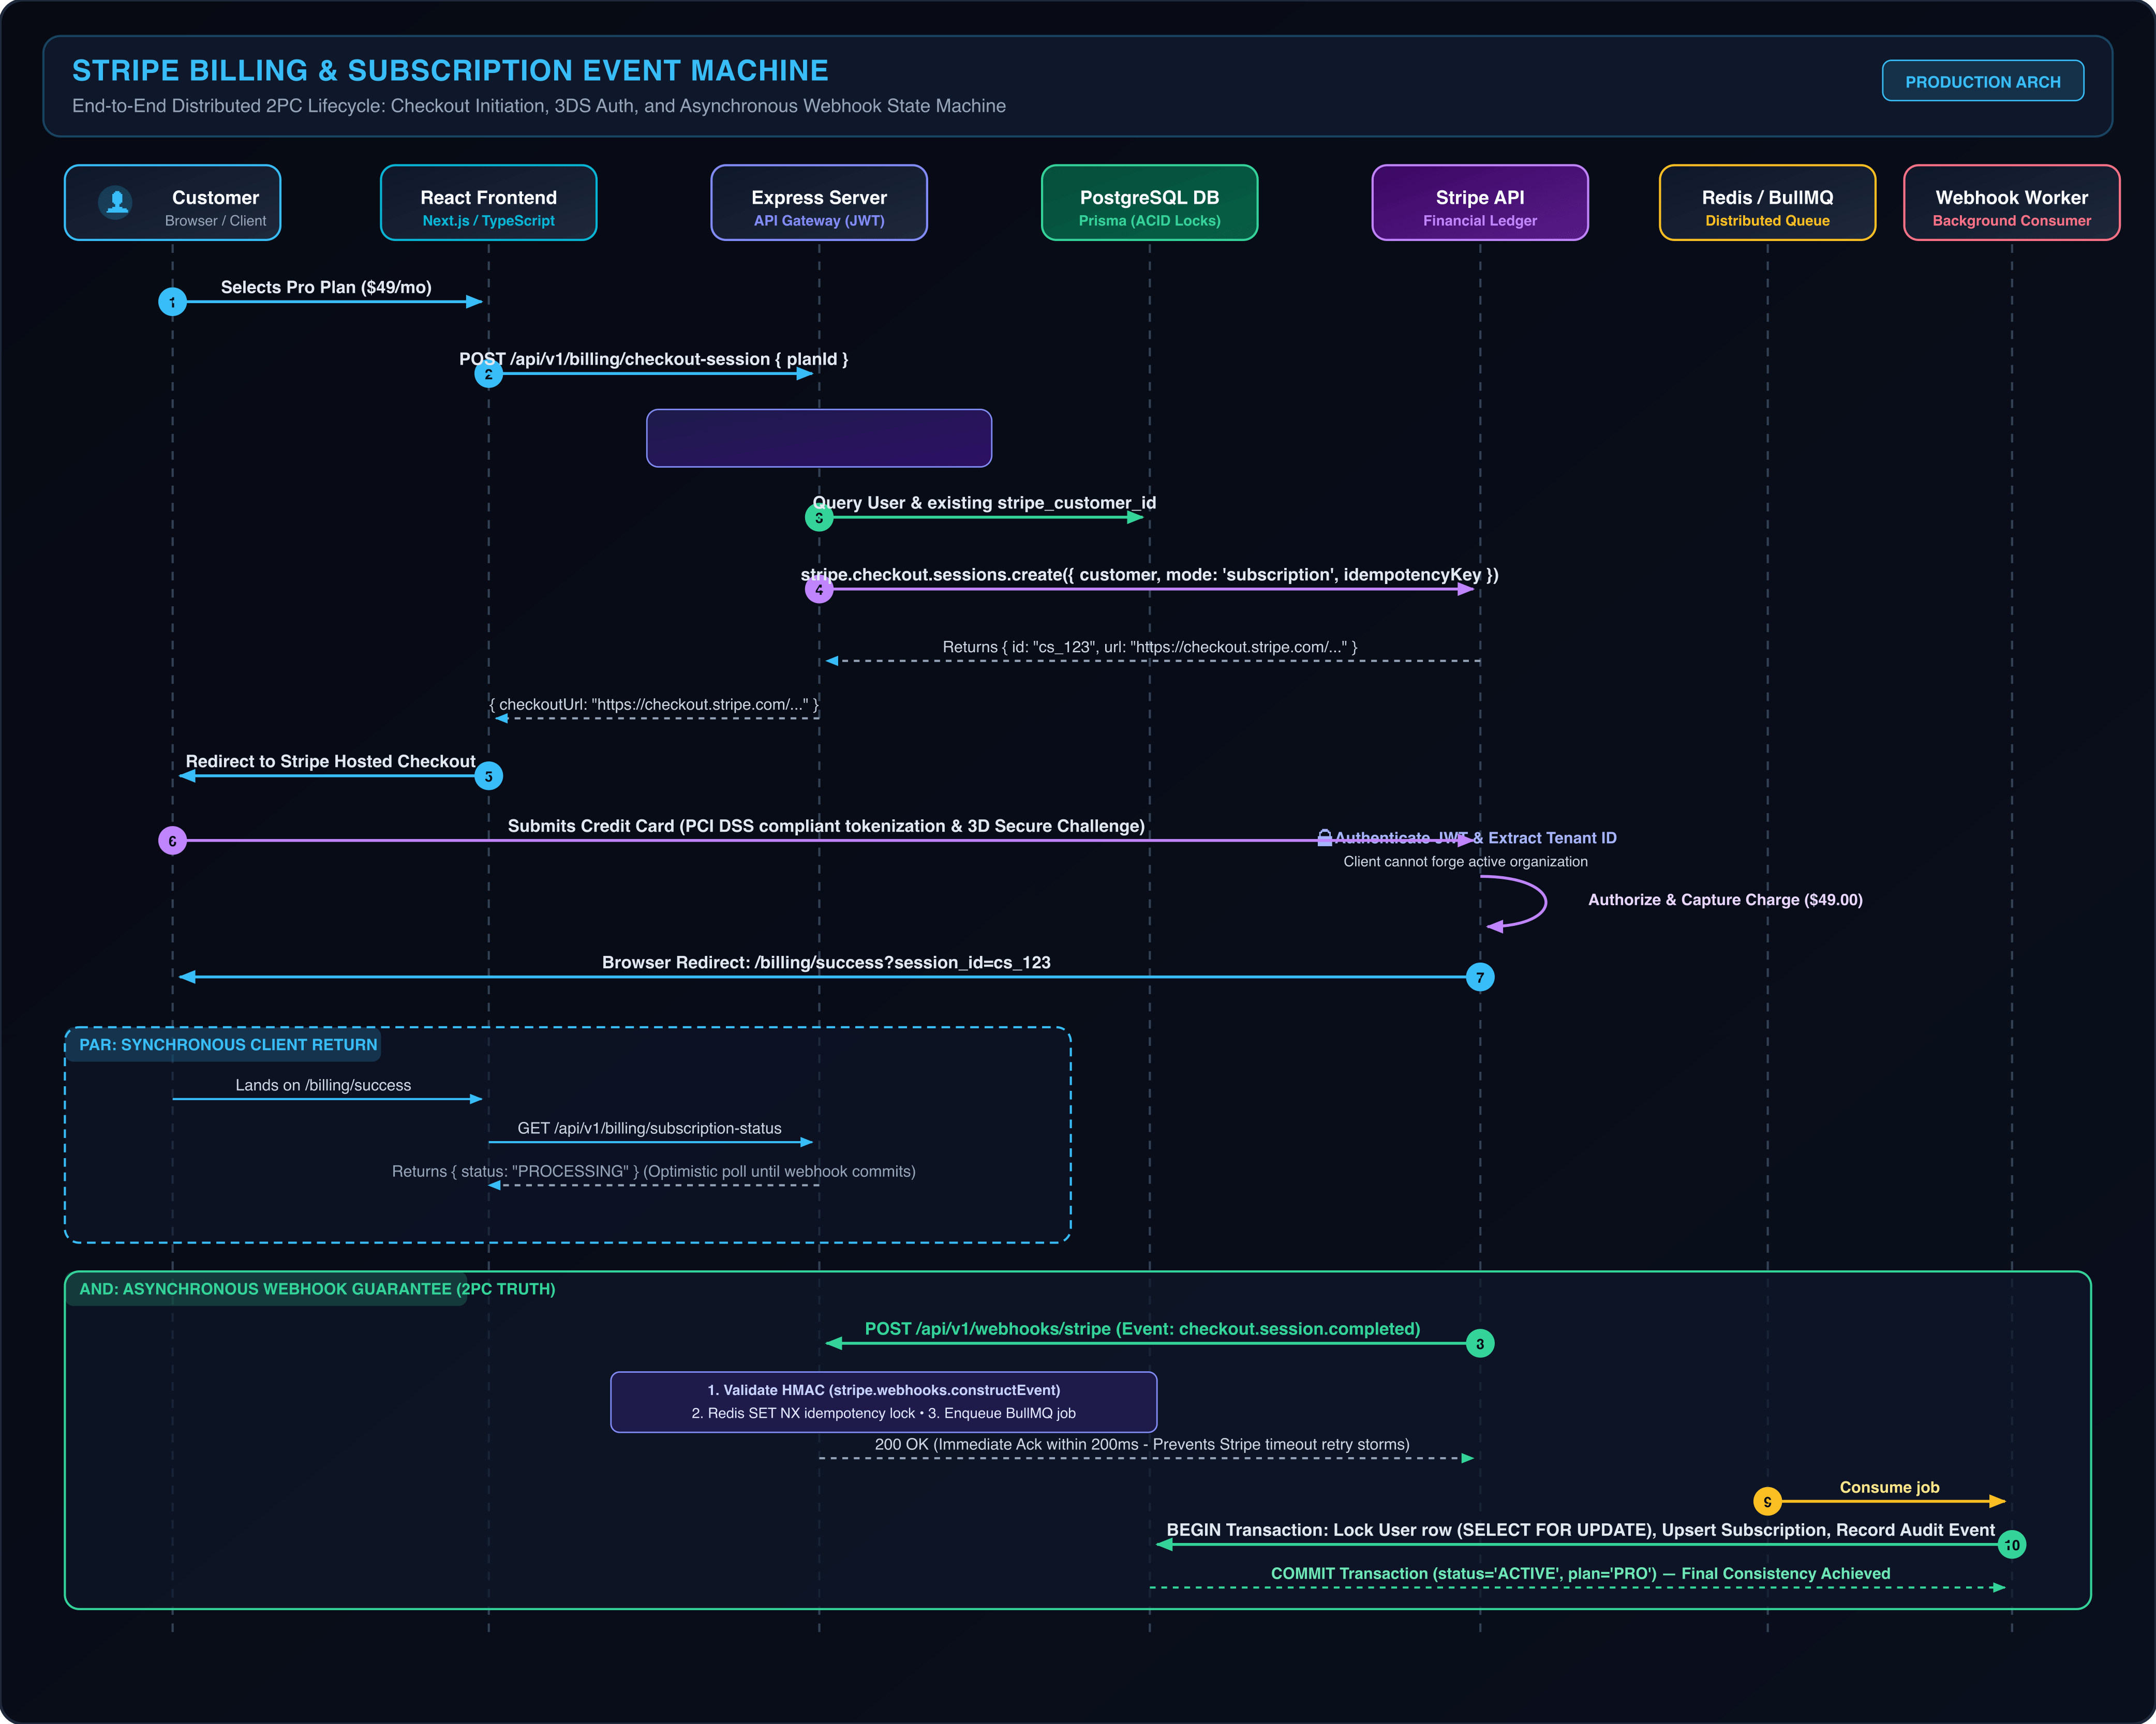 STRIPE BILLING & SUBSCRIPTION EVENT MACHINE
End-to-End Distributed 2PC Lifecycle: Checkout Initiation, 3DS Auth, and Asynchronous Webhook State Machine
PRODUCTION ARCH
Customer
Browser / Client
React Frontend
Next.js / TypeScript
Express Server
API Gateway (JWT)
PostgreSQL DB
Prisma (ACID Locks)
Stripe API
Financial Ledger
Redis / BullMQ
Distributed Queue
Webhook Worker
Background Consumer
Selects Pro Plan ($49/mo)
1
POST /api/v1/billing/checkout-session { planId }
2
Query User & existing stripe_customer_id
3
stripe.checkout.sessions.create({ customer, mode: 'subscription', idempotencyKey })
4
Returns { id: "cs_123", url: "https://checkout.stripe.com/..." }
{ checkoutUrl: "https://checkout.stripe.com/..." }
Redirect to Stripe Hosted Checkout
5
Submits Credit Card (PCI DSS compliant tokenization & 3D Secure Challenge)
6
Authenticate JWT & Extract Tenant ID
Client cannot forge active organization
Authorize & Capture Charge ($49.00)
Browser Redirect: /billing/success?session_id=cs_123
7
PAR: SYNCHRONOUS CLIENT RETURN
Lands on /billing/success
GET /api/v1/billing/subscription-status
Returns { status: "PROCESSING" } (Optimistic poll until webhook commits)
AND: ASYNCHRONOUS WEBHOOK GUARANTEE (2PC TRUTH)
POST /api/v1/webhooks/stripe (Event: checkout.session.completed)
8
1. Validate HMAC (stripe.webhooks.constructEvent)
2. Redis SET NX idempotency lock • 3. Enqueue BullMQ job
200 OK (Immediate Ack within 200ms - Prevents Stripe timeout retry storms)
Consume job
9
BEGIN Transaction: Lock User row (SELECT FOR UPDATE), Upsert Subscription, Record Audit Event
10
COMMIT Transaction (status='ACTIVE', plan='PRO') — Final Consistency Achieved